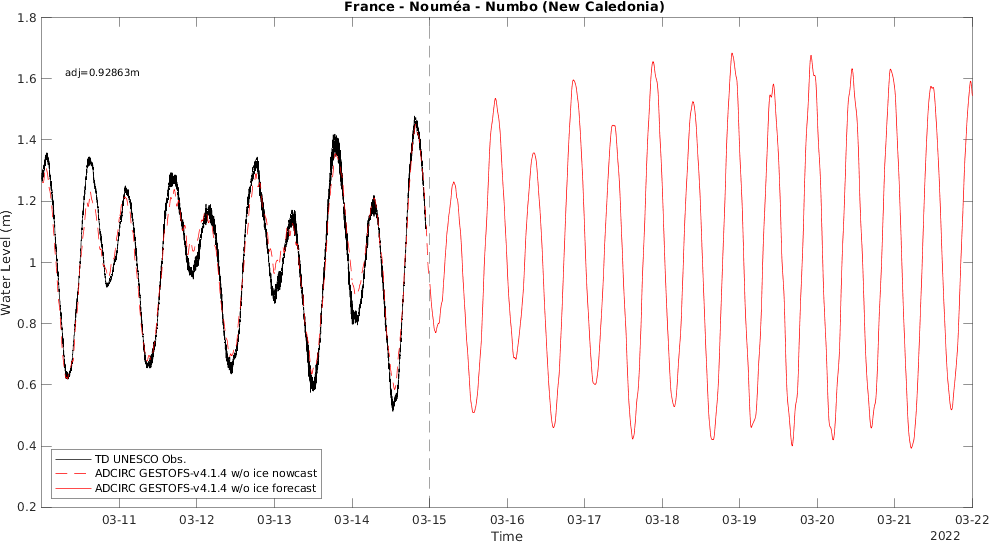 France - Nouméa - Numbo (New Caledonia)
adj=0.92863m
Water Level (m)
1.8
1.6
1.4
1.2
1
0.8
0.6
0.4
0.2
TD UNESCO Obs.
ADCIRC GESTOFS-v4.1.4 w/o ice nowcast
ADCIRC GESTOFS-v4.1.4 w/o ice forecast
03-11 03-12 03-13 03-14 03-15 03-16 03-17 03-18 03-19 03-20 03-21 03-22
Time
2022